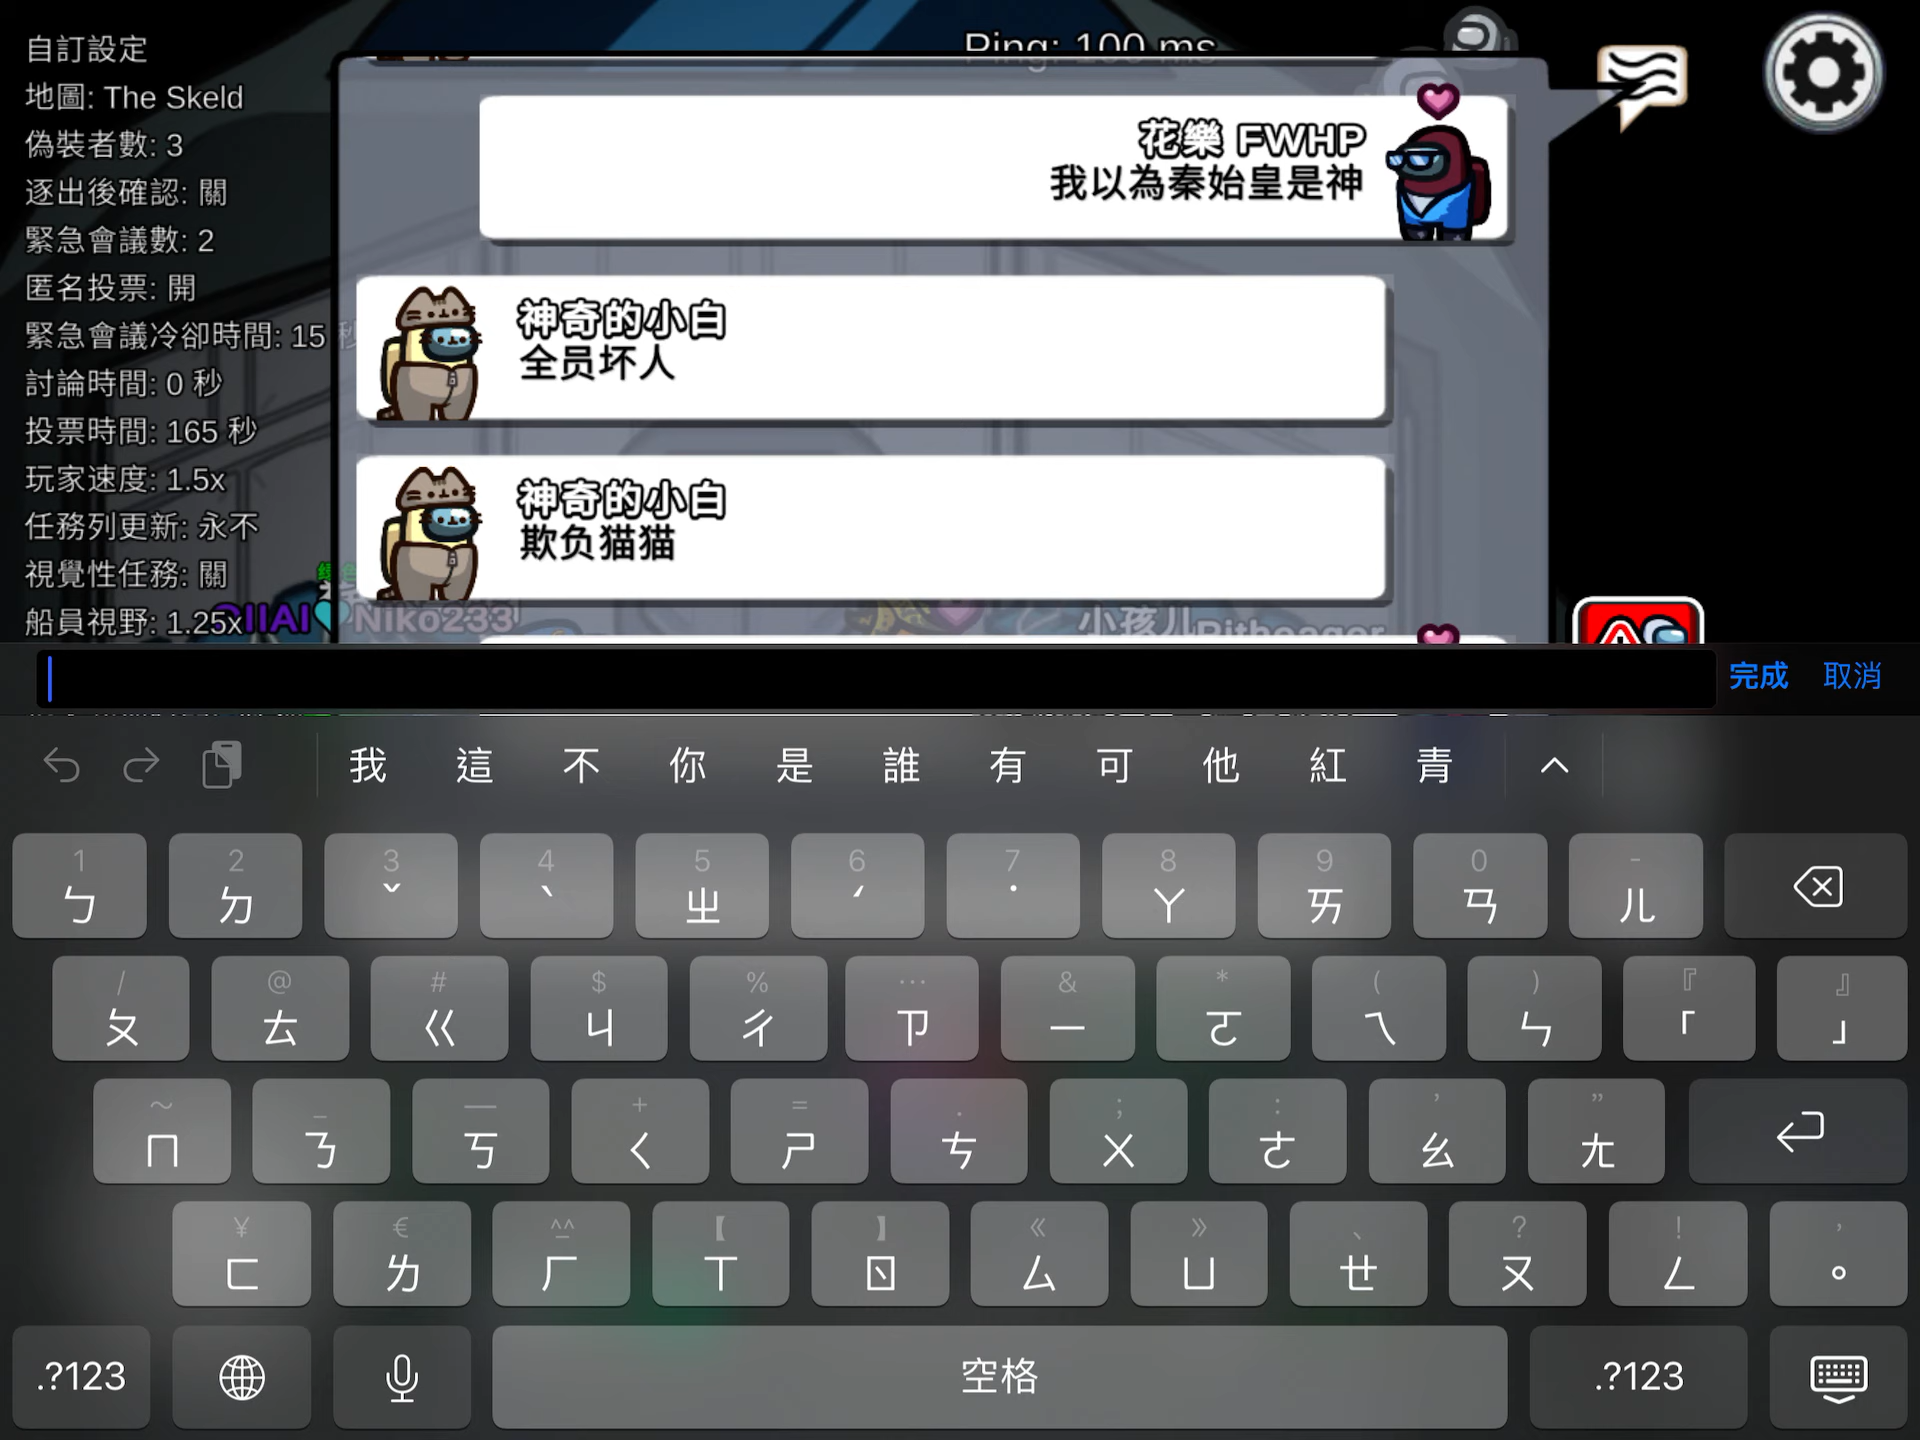 自訂設定
地圖: The Skeld
偽裝者數: 3
逐出後確認: 關
緊急會議數: 2
匿名投票: 開
緊急會議冷卻時間: 15 秒
討論時間: 0 秒
投票時間: 165 秒
玩家速度: 1.5x
任務列更新: 永不
視覺性任務: 關
船員視野: 1.25x
Ping: 100 ms
花樂 FWHP
我以為秦始皇是神
神奇的小白
全员坏人
神奇的小白
欺负猫猫
Niko233
小孩儿
完成 取消
我 這 不 你 是 誰 有 可 他 紅 青
1 2 3 4 5 6 7 8 9 0 -
ㄅ ㄉ ˇ ˋ ㄓ ˊ ˙ ㄚ ㄞ ㄢ ㄦ
/ @ # $ % … & * ( ) 『 』
ㄆ ㄊ ㄍ ㄐ ㄔ ㄗ ㄧ ㄛ ㄟ ㄣ 「 」
~ _ — + = . ; : ’ ”
ㄇ ㄋ ㄎ ㄑ ㄕ ㄘ ㄨ ㄜ ㄠ ㄤ
¥ € ^_^ 【 】 《 》 、 ? ! ，
ㄈ ㄌ ㄏ ㄒ ㄖ ㄙ ㄩ ㄝ ㄡ ㄥ 。
.?123 空格 .?123